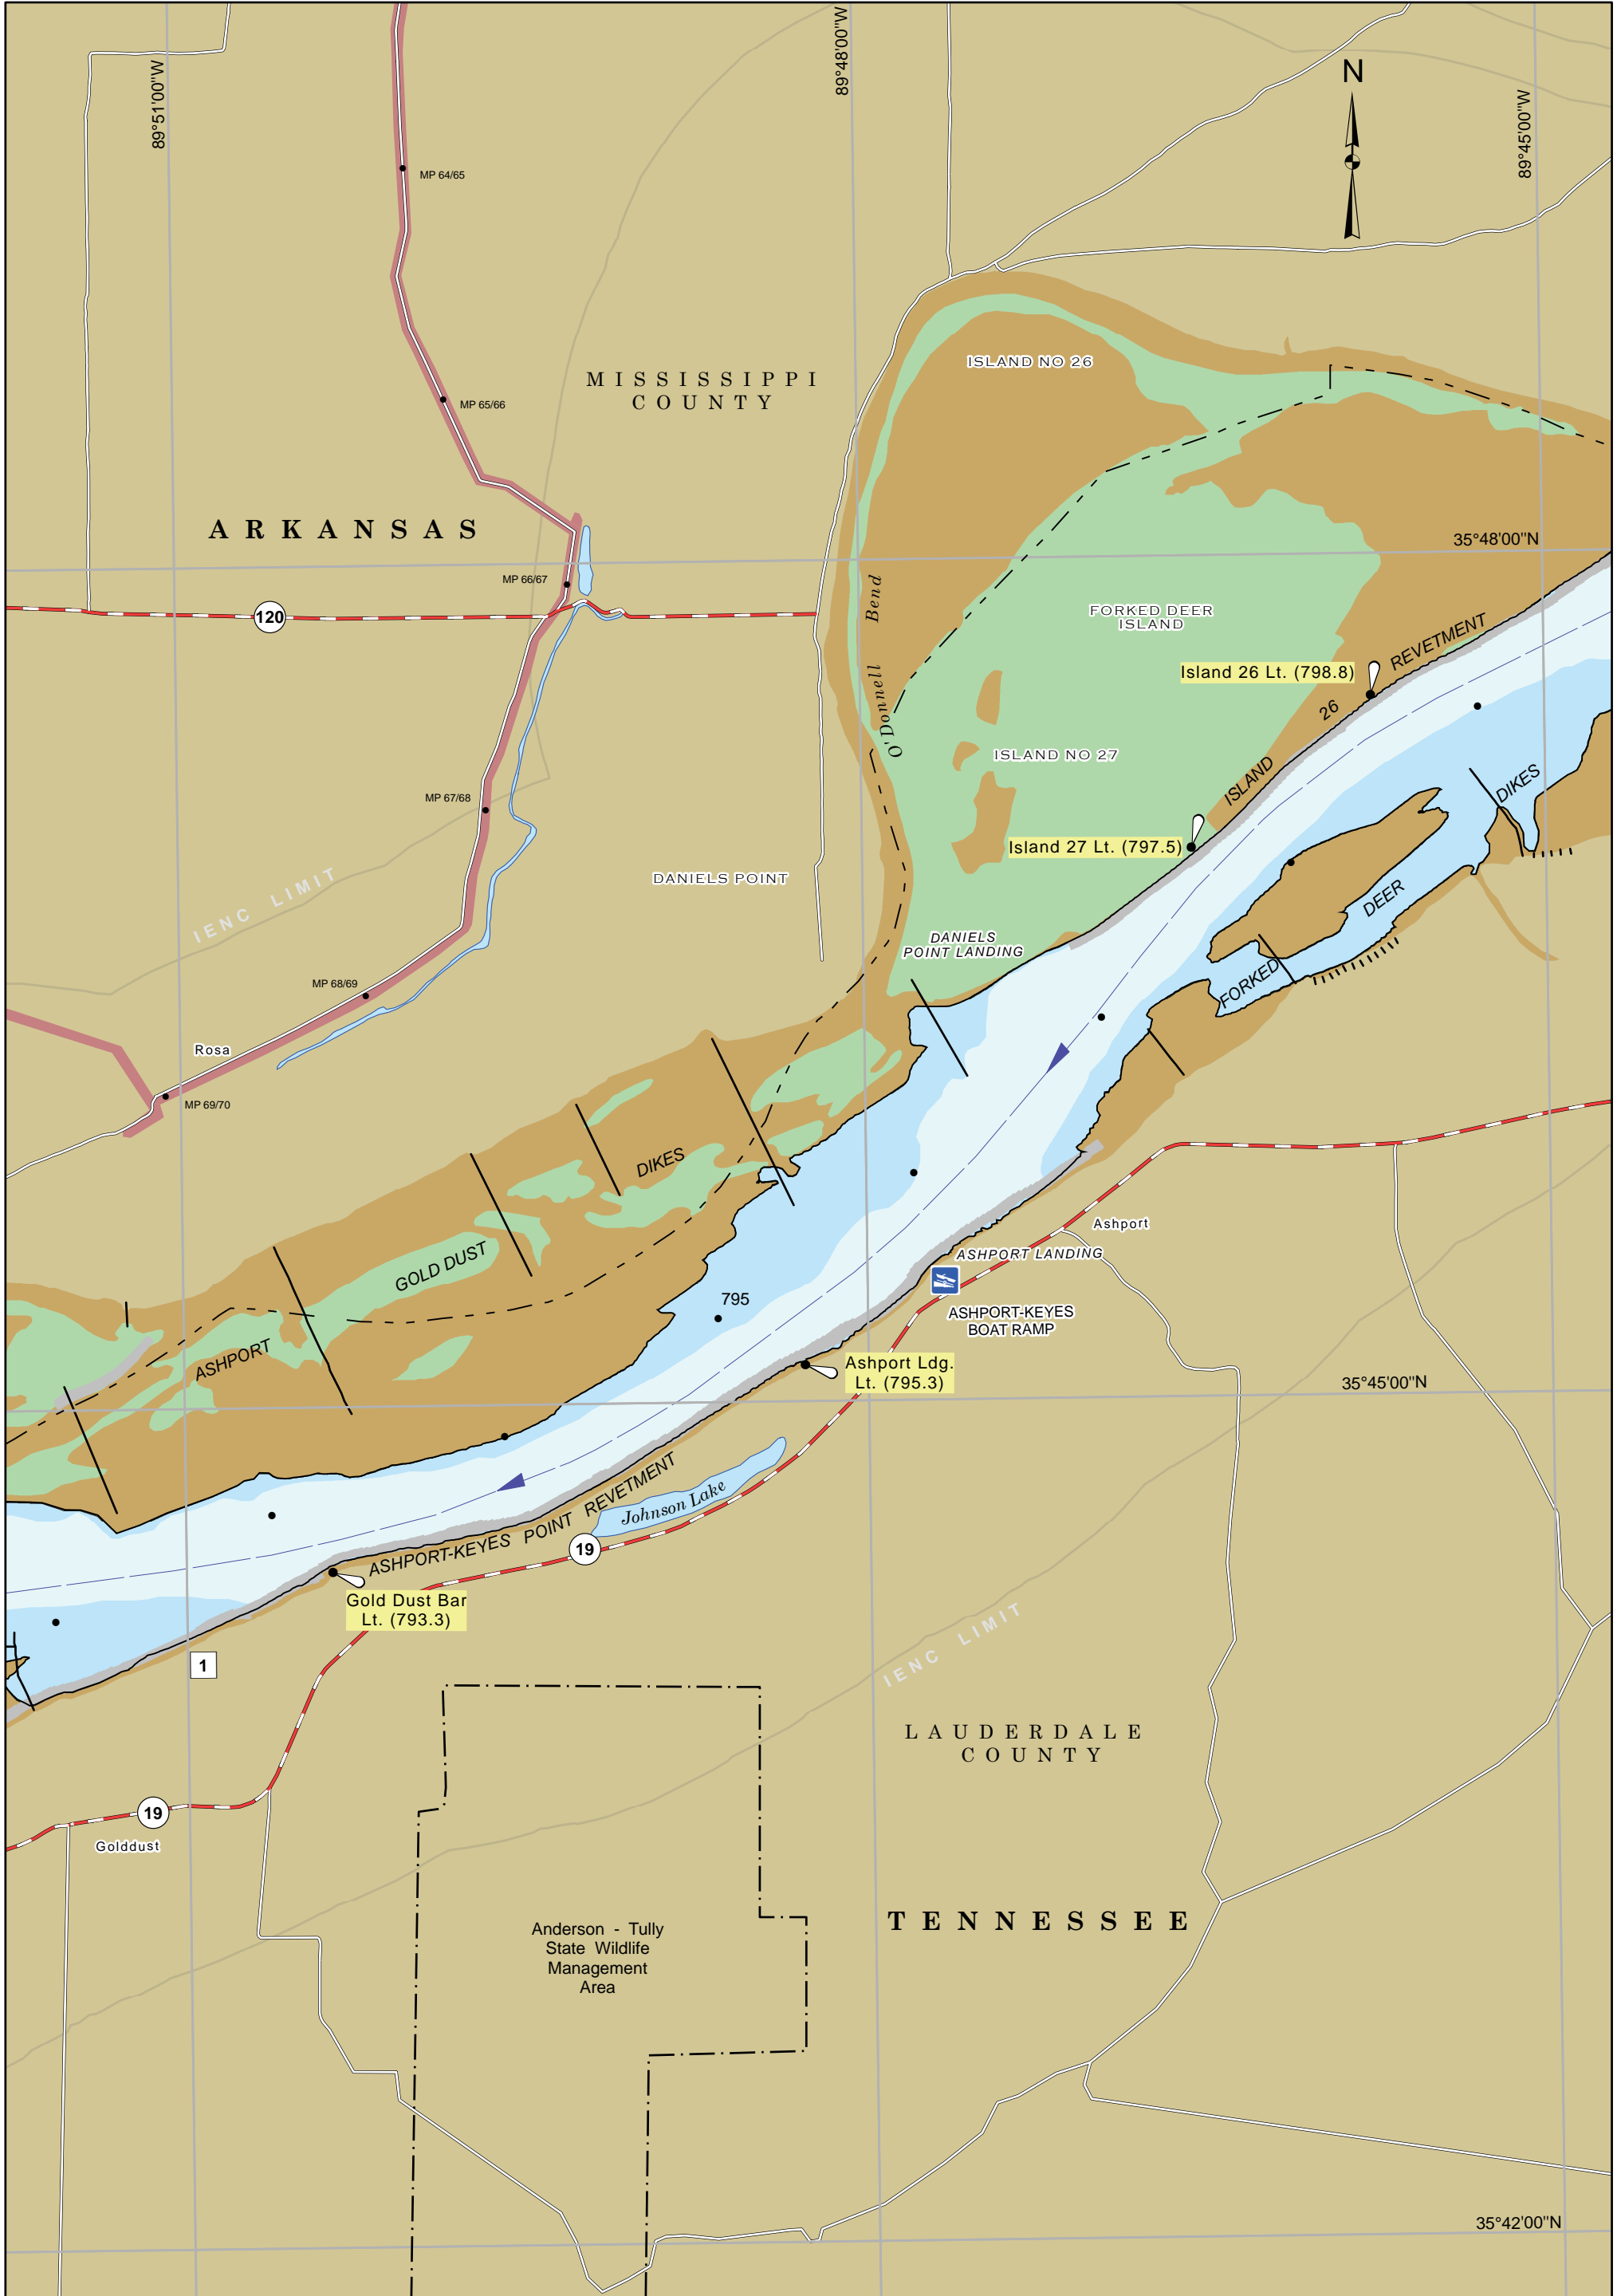 89°51'00"W
89°48'00"W
89°45'00"W
N
MP 64/65
ISLAND NO 26
MISSISSIPPI
COUNTY
MP 65/66
ARKANSAS
35°48'00"N
MP 66/67
120
O'Donnell Bend
FORKED DEER
ISLAND
ISLAND 26 REVETMENT
Island 26 Lt. (798.8)
ISLAND NO 27
MP 67/68
Island 27 Lt. (797.5)
FORKED DEER DIKES
DANIELS POINT
IENC LIMIT
DANIELS
POINT LANDING
MP 68/69
Rosa
MP 69/70
ASHPORT GOLD DUST DIKES
Ashport
ASHPORT LANDING
795
ASHPORT-KEYES
BOAT RAMP
Ashport Ldg.
Lt. (795.3)
35°45'00"N
ASHPORT-KEYES POINT REVETMENT
Johnson Lake
19
Gold Dust Bar
Lt. (793.3)
1
IENC LIMIT
LAUDERDALE
COUNTY
19
Golddust
TENNESSEE
Anderson - Tully
State Wildlife
Management
Area
35°42'00"N